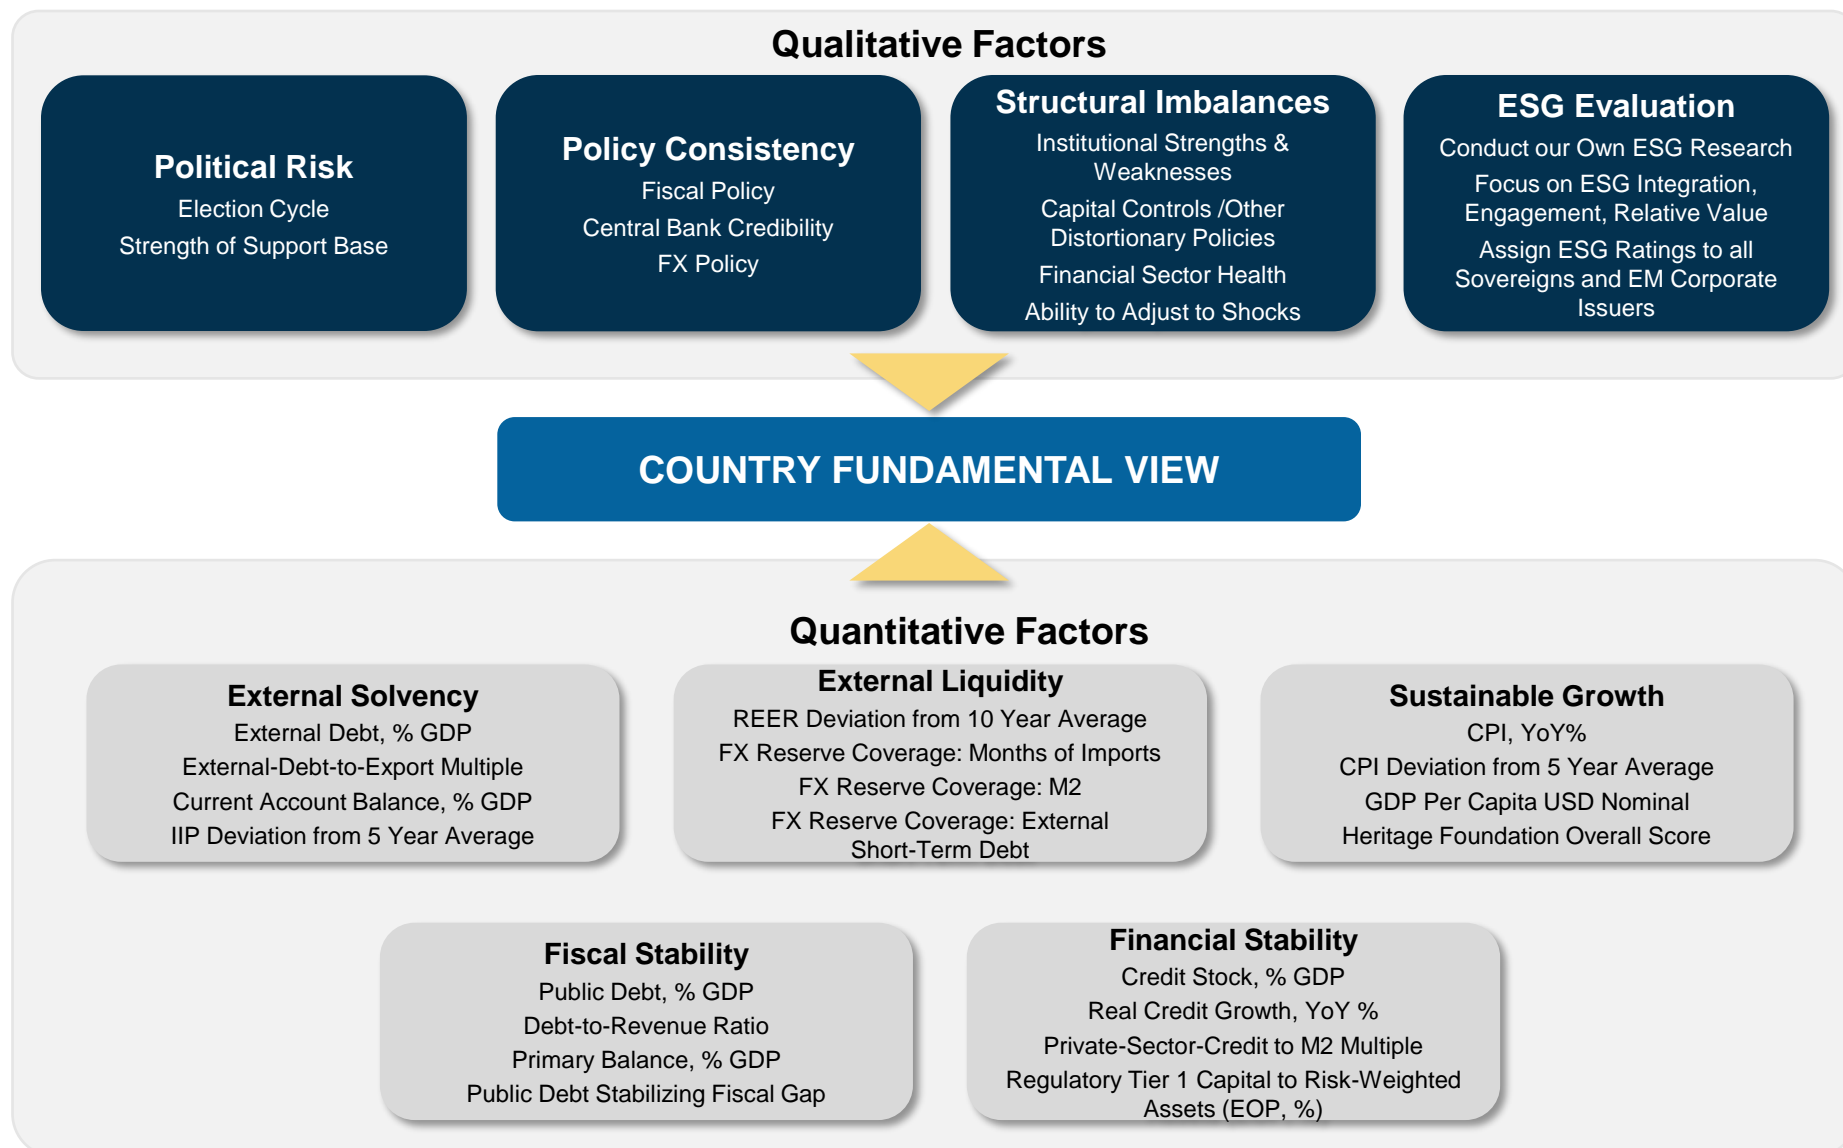 Qualitative Factors
Political Risk
Election Cycle
Strength of Support Base
Policy Consistency
Fiscal Policy
Central Bank Credibility
FX Policy
Structural Imbalances
Institutional Strengths &
Weaknesses
Capital Controls /Other
Distortionary Policies
Financial Sector Health
Ability to Adjust to Shocks
ESG Evaluation
Conduct our Own ESG Research
Focus on ESG Integration,
Engagement, Relative Value
Assign ESG Ratings to all
Sovereigns and EM Corporate
Issuers
COUNTRY FUNDAMENTAL VIEW
Quantitative Factors
External Solvency
External Debt, % GDP
External-Debt-to-Export Multiple
Current Account Balance, % GDP
IIP Deviation from 5 Year Average
External Liquidity
REER Deviation from 10 Year Average
FX Reserve Coverage: Months of Imports
FX Reserve Coverage: M2
FX Reserve Coverage: External
Short-Term Debt
Sustainable Growth
CPI, YoY%
CPI Deviation from 5 Year Average
GDP Per Capita USD Nominal
Heritage Foundation Overall Score
Fiscal Stability
Public Debt, % GDP
Debt-to-Revenue Ratio
Primary Balance, % GDP
Public Debt Stabilizing Fiscal Gap
Financial Stability
Credit Stock, % GDP
Real Credit Growth, YoY %
Private-Sector-Credit to M2 Multiple
Regulatory Tier 1 Capital to Risk-Weighted
Assets (EOP, %)